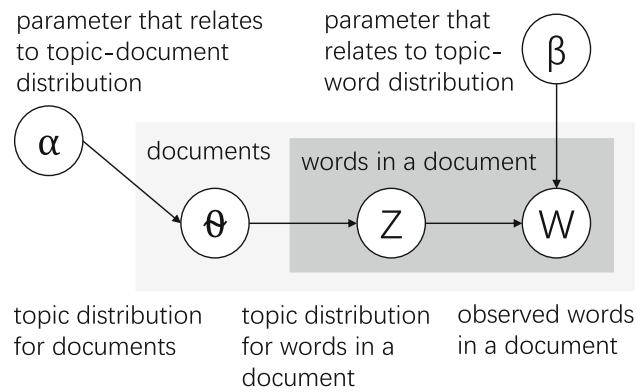 parameter that relates
to topic-document
distribution
parameter that
relates to topic-
word distribution
β
α
documents
words in a document
θ
Z
W
topic distribution
for documents
topic distribution
for words in a
document
observed words
in a document